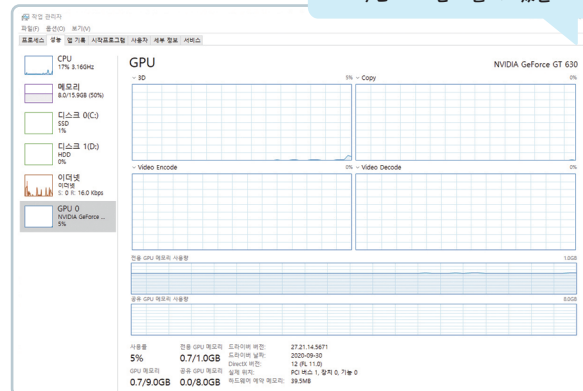 작업 관리자
파일(F) 옵션(O) 보기(V)
프로세스 성능 앱 기록 시작프로그램 사용자 세부 정보 서비스
CPU
17% 3.16GHz
메모리
8.0/15.9GB (50%)
디스크 0(C:)
SSD
1%
디스크 1(D:)
HDD
0%
이더넷
이더넷
S: 0 R: 16.0 Kbps
GPU 0
NVIDIA GeForce ...
5%
GPU
NVIDIA GeForce GT 630
3D 5%
Copy 0%
Video Encode 0%
Video Decode 0%
전용 GPU 메모리 사용량 1.0GB
공유 GPU 메모리 사용량 8.0GB
사용률
5%
전용 GPU 메모리
0.7/1.0GB
GPU 메모리
0.7/9.0GB
공유 GPU 메모리
0.0/8.0GB
드라이버 버전: 27.21.14.5671
드라이버 날짜: 2020-09-30
DirectX 버전: 12 (FL 11.0)
실제 위치: PCI 버스 1, 장치 0, 기능 0
하드웨어 예약 메모리: 39.5MB